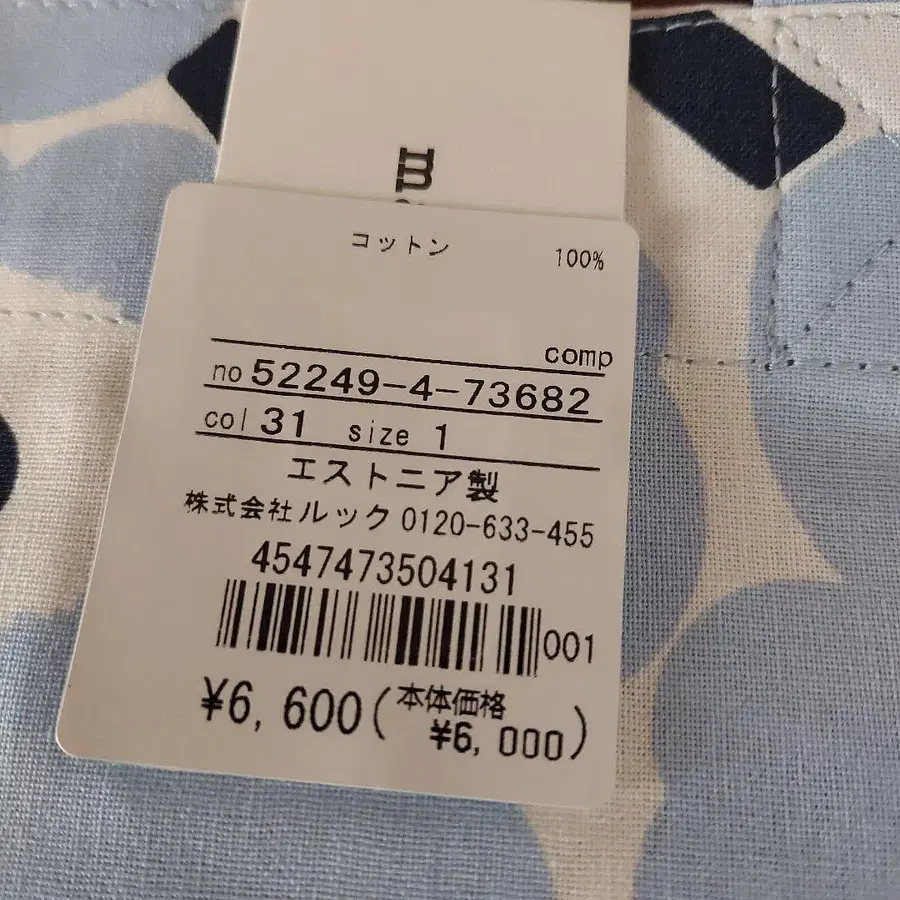 m
コットン 100%
comp
no 52249-4-73682
col 31 size 1
エストニア製
株式会社ルック 0120-633-455
4547473504131
001
¥6,600(本体価格
¥6,000)